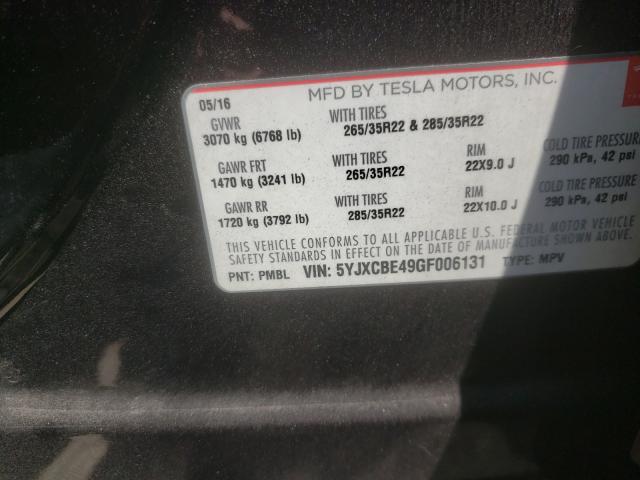 MFD BY TESLA MOTORS, INC.
05/16
GVWR
3070 kg (6768 lb)
WITH TIRES
265/35R22 & 285/35R22
GAWR FRT
1470 kg (3241 lb)
WITH TIRES
265/35R22
RIM
22X9.0 J
COLD TIRE PRESSURE
290 kPa, 42 psi
GAWR RR
1720 kg (3792 lb)
WITH TIRES
285/35R22
RIM
22X10.0 J
COLD TIRE PRESSURE
290 kPa, 42 psi
THIS VEHICLE CONFORMS TO ALL APPLICABLE U.S. FEDERAL MOTOR VEHICLE
SAFETY STANDARDS IN EFFECT ON THE DATE OF MANUFACTURE SHOWN ABOVE.
PNT: PMBL VIN: 5YJXCBE49GF006131 TYPE: MPV